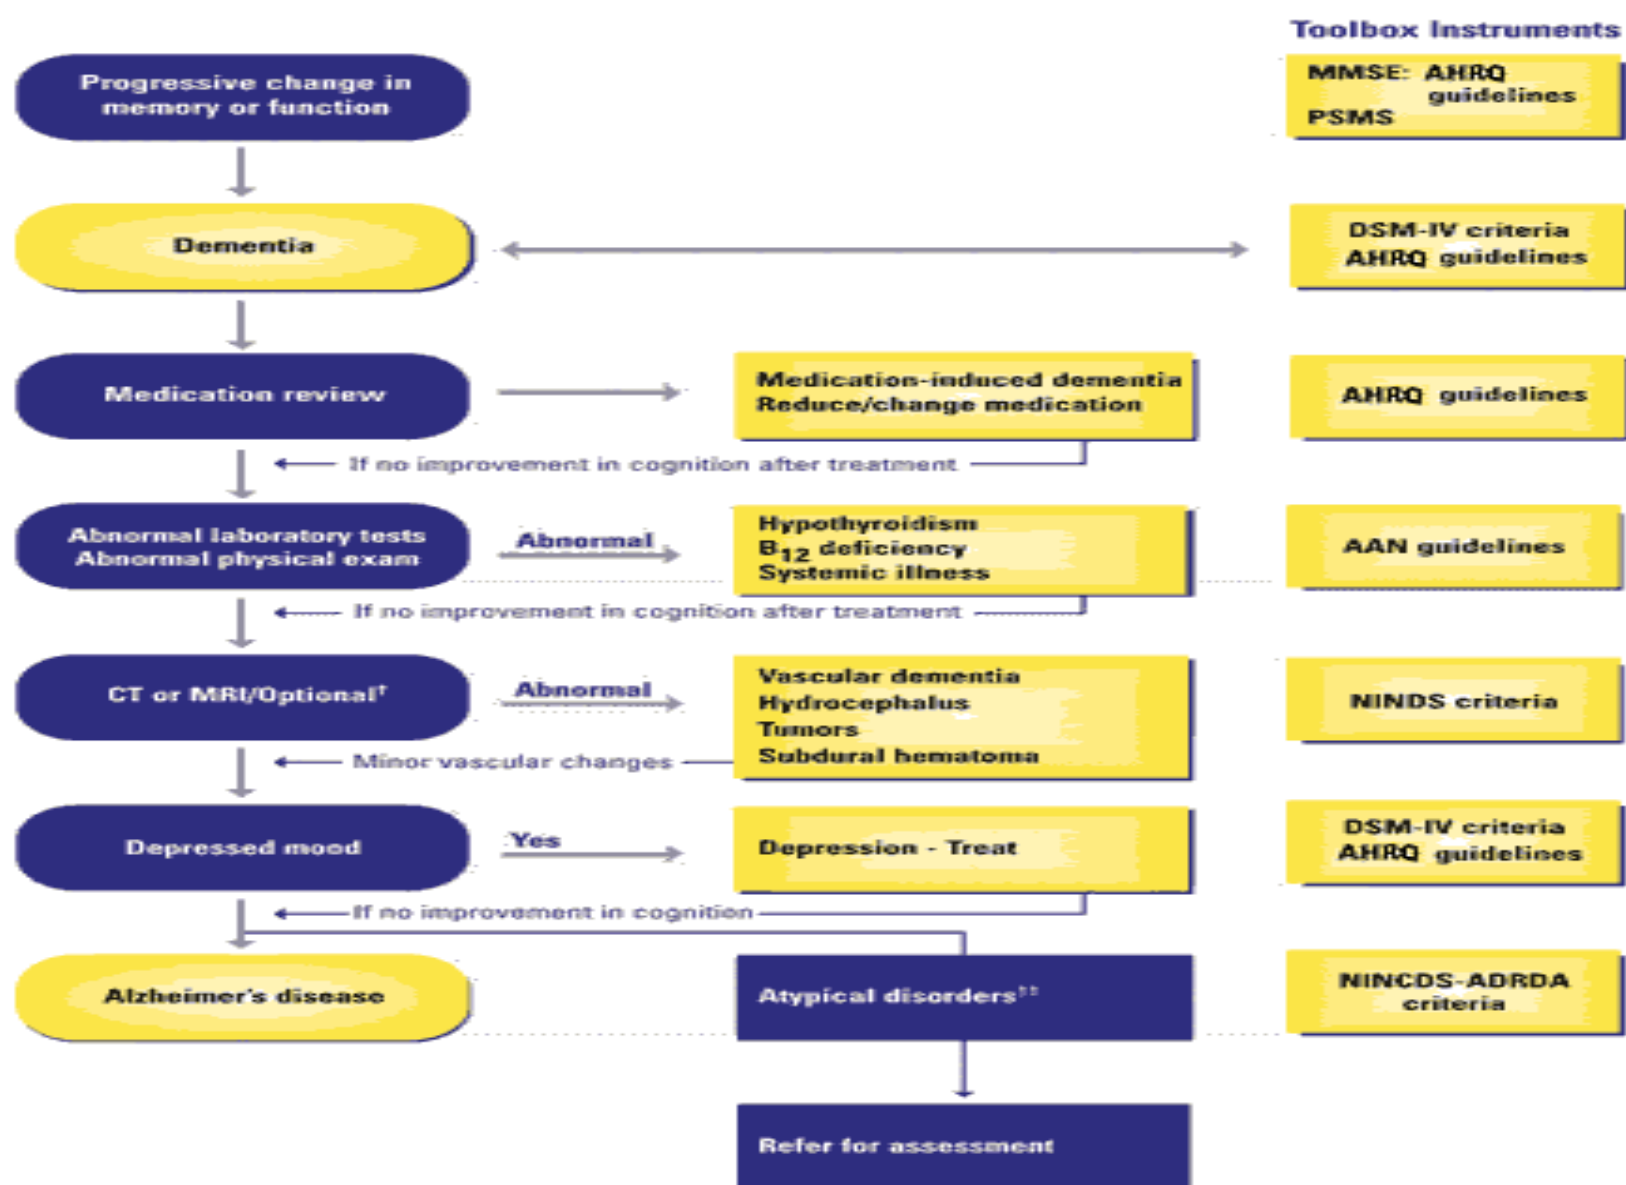 Toolbox Instruments
Progressive change in
memory or function
MMSE: AHRQ
guidelines
PSMS
Dementia
DSM-IV criteria
AHRQ guidelines
Medication review
Medication-induced dementia
Reduce/change medication
AHRQ guidelines
If no improvement in cognition after treatment
Abnormal laboratory tests
Abnormal physical exam
Abnormal
Hypothyroidism
B12 deficiency
Systemic illness
AAN guidelines
If no improvement in cognition after treatment
CT or MRI/Optional†
Abnormal
Vascular dementia
Hydrocephalus
Tumors
Subdural hematoma
NINDS criteria
Minor vascular changes
Depressed mood
Yes
Depression - Treat
DSM-IV criteria
AHRQ guidelines
If no improvement in cognition
Alzheimer's disease
Atypical disorders††
NINCDS-ADRDA
criteria
Refer for assessment